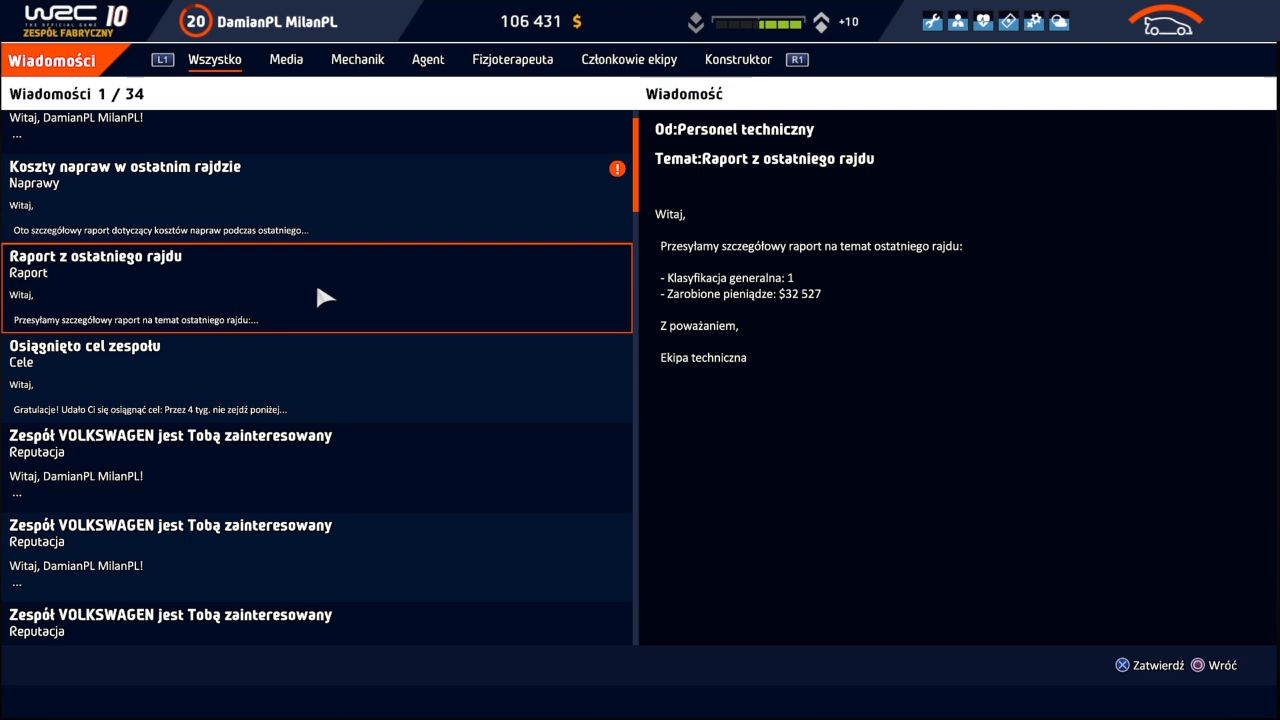 WRC 10
THE OFFICIAL GAME
ZESPÓŁ FABRYCZNY
20 DamianPL MilanPL
106 431 $
+10
Wiadomości
L1 Wszystko Media Mechanik Agent Fizjoterapeuta Członkowie ekipy Konstruktor R1
Wiadomości 1 / 34
Witaj, DamianPL MilanPL!
...
Koszty napraw w ostatnim rajdzie
!
Naprawy
Witaj,
Oto szczegółowy raport dotyczący kosztów napraw podczas ostatniego...
Raport z ostatniego rajdu
Raport
Witaj,
Przesyłamy szczegółowy raport na temat ostatniego rajdu:...
Osiągnięto cel zespołu
Cele
Witaj,
Gratulacje! Udało Ci się osiągnąć cel: Przez 4 tyg. nie zejdź poniżej...
Zespół VOLKSWAGEN jest Tobą zainteresowany
Reputacja
Witaj, DamianPL MilanPL!
...
Zespół VOLKSWAGEN jest Tobą zainteresowany
Reputacja
Witaj, DamianPL MilanPL!
...
Zespół VOLKSWAGEN jest Tobą zainteresowany
Reputacja
Wiadomość
Od:Personel techniczny
Temat:Raport z ostatniego rajdu
Witaj,
Przesyłamy szczegółowy raport na temat ostatniego rajdu:
- Klasyfikacja generalna: 1
- Zarobione pieniądze: $32 527
Z poważaniem,
Ekipa techniczna
Zatwierdź Wróć